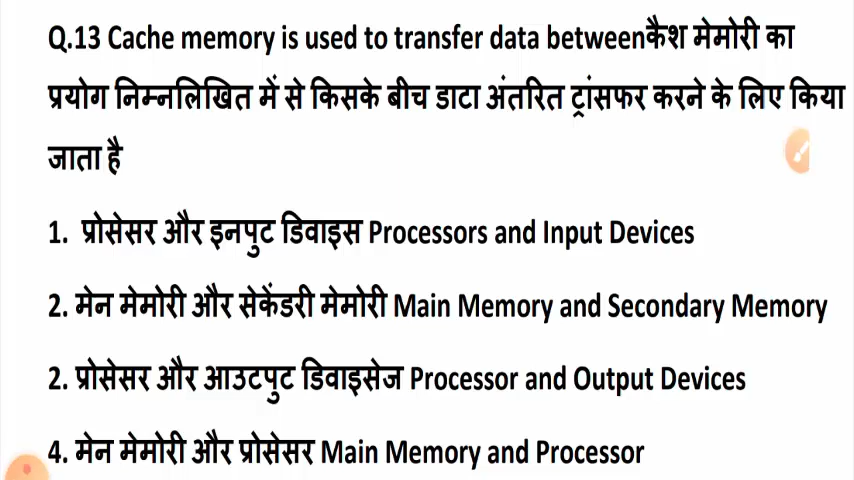 Q.13 Cache memory is used to transfer data betweenकैश मेमोरी का
प्रयोग निम्नलिखित में से किसके बीच डाटा अंतरित ट्रांसफर करने के लिए किया
जाता है
1. प्रोसेसर और इनपुट डिवाइस Processors and Input Devices
2. मेन मेमोरी और सेकेंडरी मेमोरी Main Memory and Secondary Memory
2. प्रोसेसर और आउटपुट डिवाइसेज Processor and Output Devices
4. मेन मेमोरी और प्रोसेसर Main Memory and Processor